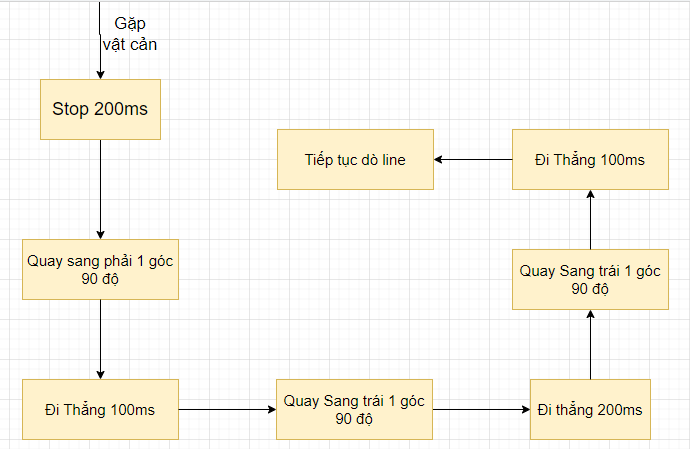 Gặp
vật cản
Stop 200ms
Quay sang phải 1 góc
90 độ
Đi Thẳng 100ms
Quay Sang trái 1 góc
90 độ
Đi thẳng 200ms
Quay Sang trái 1 góc
90 độ
Đi Thẳng 100ms
Tiếp tục dò line